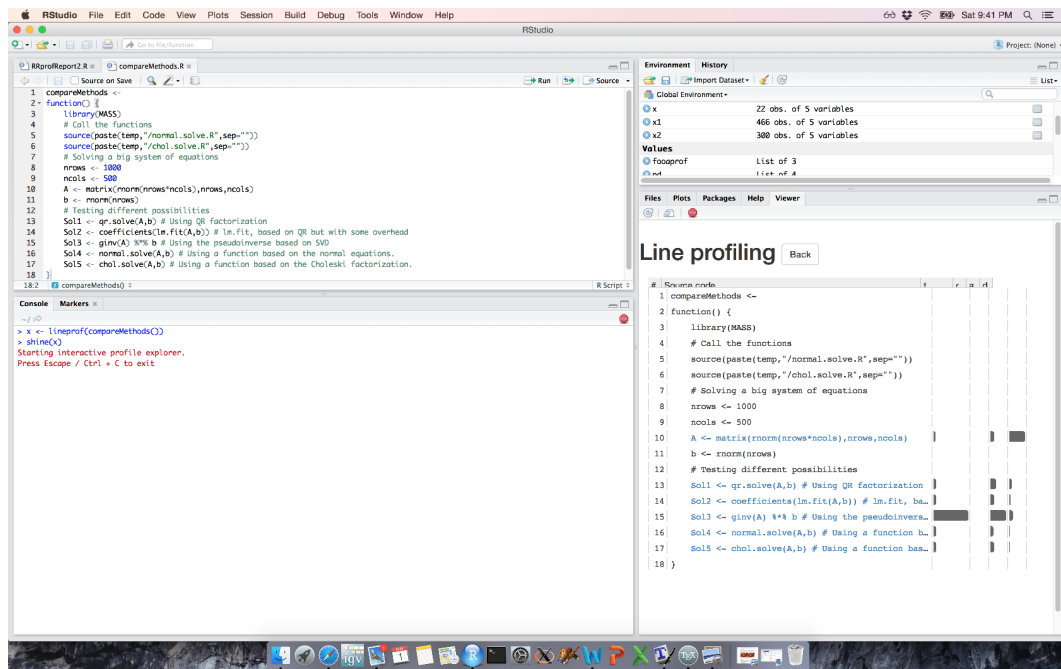 RStudio File Edit Code View Plots Session Build Debug Tools Window Help Sat 9:41 PM
RStudio
Go to file/function Project: (None)
RRprofReport2.R × compareMethods.R ×
Source on Save Run Source
1 compareMethods <-
2 function() {
3 library(MASS)
4 # Call the functions
5 source(paste(temp,"/normal.solve.R",sep=""))
6 source(paste(temp,"/chol.solve.R",sep=""))
7 # Solving a big system of equations
8 nrows <- 1000
9 ncols <- 500
10 A <- matrix(rnorm(nrows*ncols),nrows,ncols)
11 b <- rnorm(nrows)
12 # Testing different possibilities
13 Sol1 <- qr.solve(A,b) # Using QR factorization
14 Sol2 <- coefficients(lm.fit(A,b)) # lm.fit, based on QR but with some overhead
15 Sol3 <- ginv(A) %*% b # Using the pseudoinverse based on SVD
16 Sol4 <- normal.solve(A,b) # Using a function based on the normal equations.
17 Sol5 <- chol.solve(A,b) # Using a function based on the Choleski factorization.
18 }
18:2 compareMethods() R Script
Console Markers ×
~/
> x <- lineprof(compareMethods())
> shine(x)
Starting interactive profile explorer.
Press Escape / Ctrl + C to exit
Environment History
Import Dataset List
Global Environment
x 22 obs. of 5 variables
x1 466 obs. of 5 variables
x2 300 obs. of 5 variables
Values
fooaprof List of 3
pd List of 4
Files Plots Packages Help Viewer
Line profiling Back
# Source code t r a d
1 compareMethods <-
2 function() {
3 library(MASS)
4 # Call the functions
5 source(paste(temp,"/normal.solve.R",sep=""))
6 source(paste(temp,"/chol.solve.R",sep=""))
7 # Solving a big system of equations
8 nrows <- 1000
9 ncols <- 500
10 A <- matrix(rnorm(nrows*ncols),nrows,ncols)
11 b <- rnorm(nrows)
12 # Testing different possibilities
13 Sol1 <- qr.solve(A,b) # Using QR factorization
14 Sol2 <- coefficients(lm.fit(A,b)) # lm.fit, ba…
15 Sol3 <- ginv(A) %*% b # Using the pseudoinvers…
16 Sol4 <- normal.solve(A,b) # Using a function b…
17 Sol5 <- chol.solve(A,b) # Using a function bas…
18 }